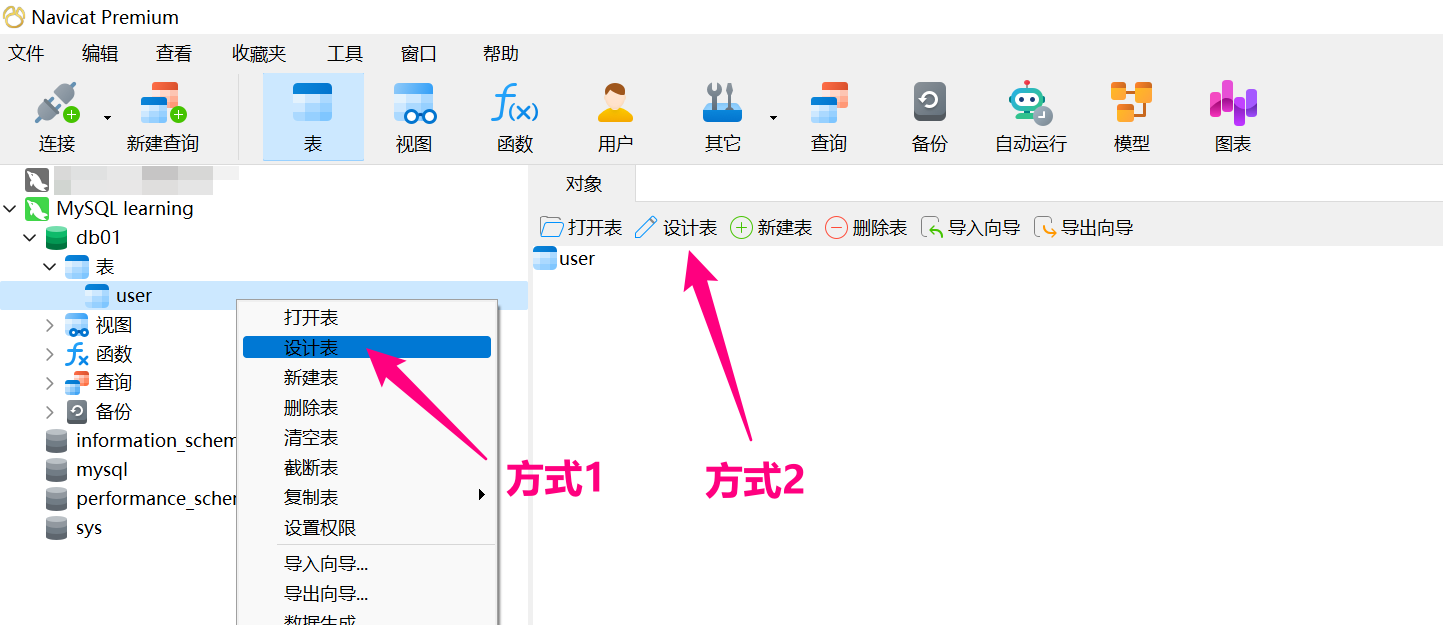 Navicat Premium
文件 编辑 查看 收藏夹 工具 窗口 帮助
连接 新建查询 表 视图 函数 用户 其它 查询 备份 自动运行 模型 图表
对象
MySQL learning
打开表 设计表 新建表 删除表 导入向导 导出向导
db01
表
user
user
视图
函数
查询
备份
information_schem
mysql
performance_scher
sys
打开表
设计表
新建表
删除表
清空表
截断表
复制表
设置权限
导入向导...
导出向导...
数据生成
方式1
方式2